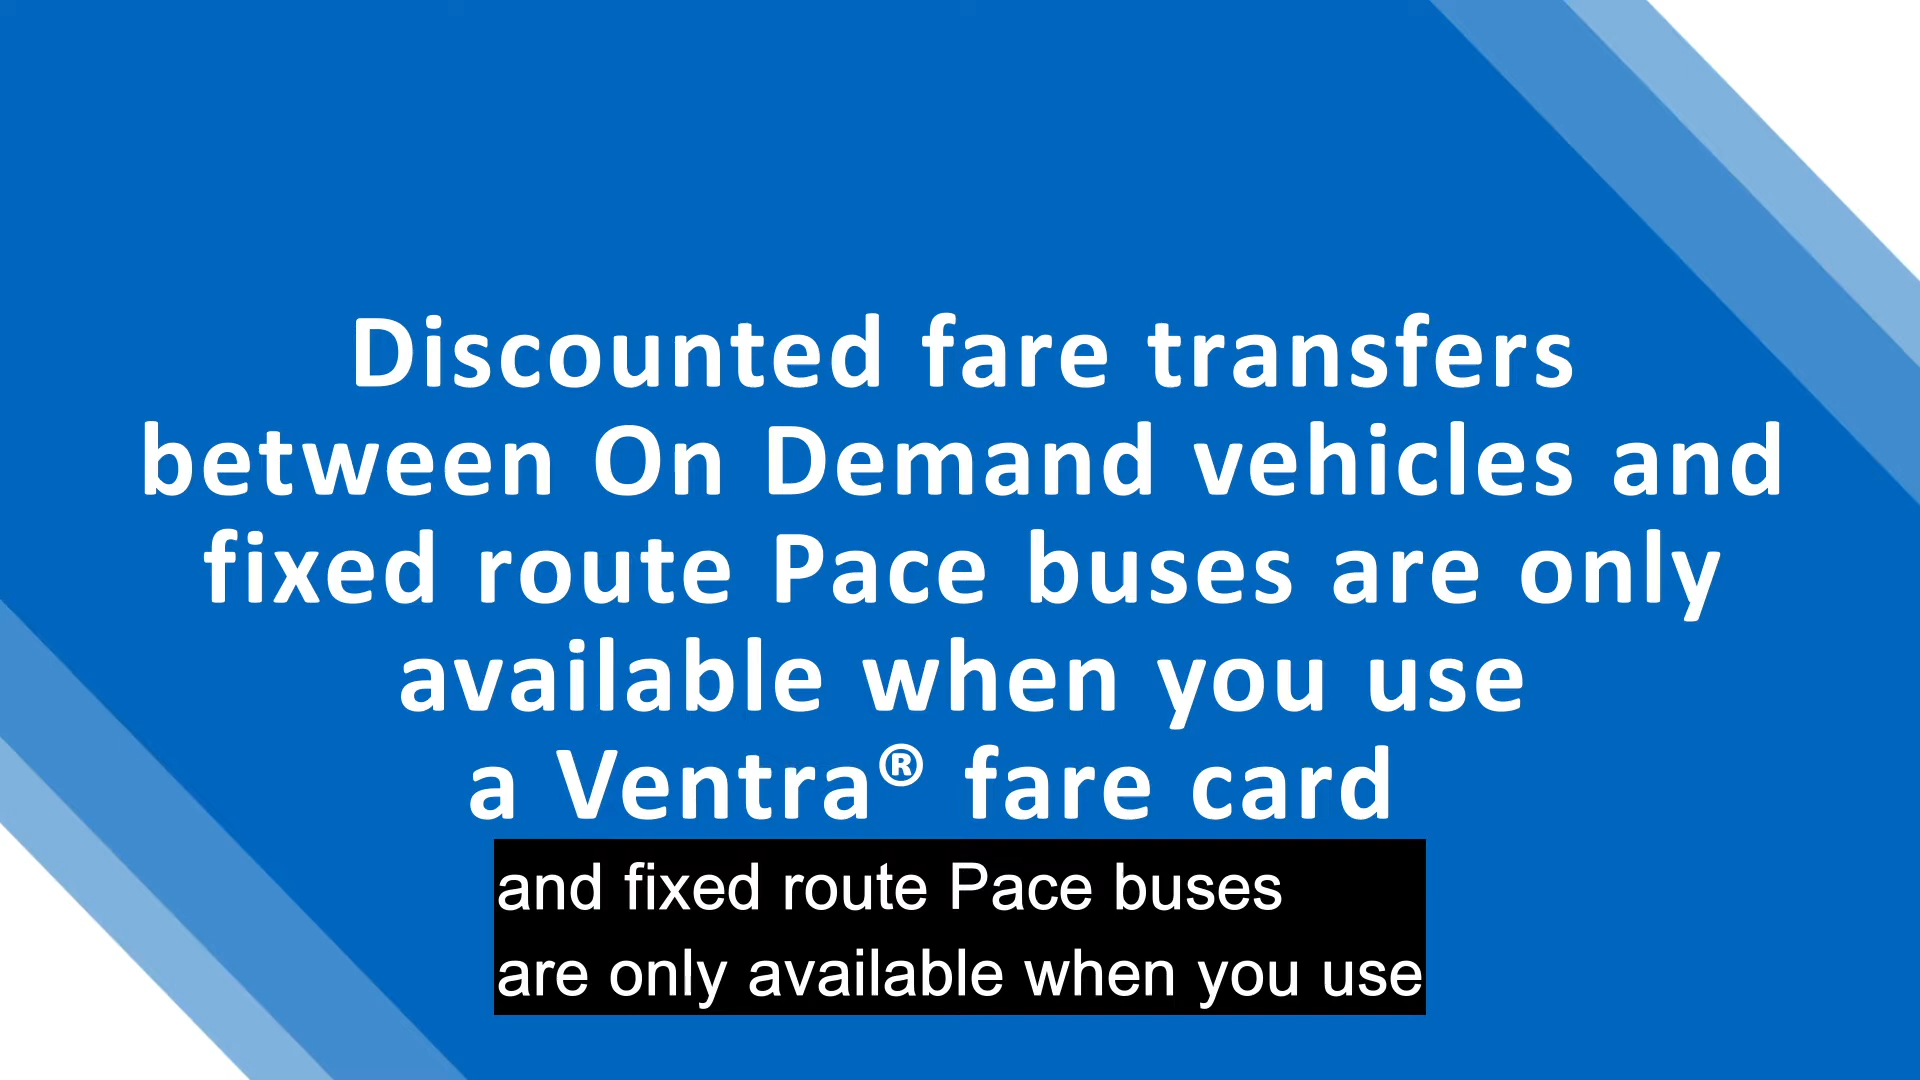 Discounted fare transfers
between On Demand vehicles and
fixed route Pace buses are only
available when you use
a Ventra® fare card
and fixed route Pace buses
are only available when you use